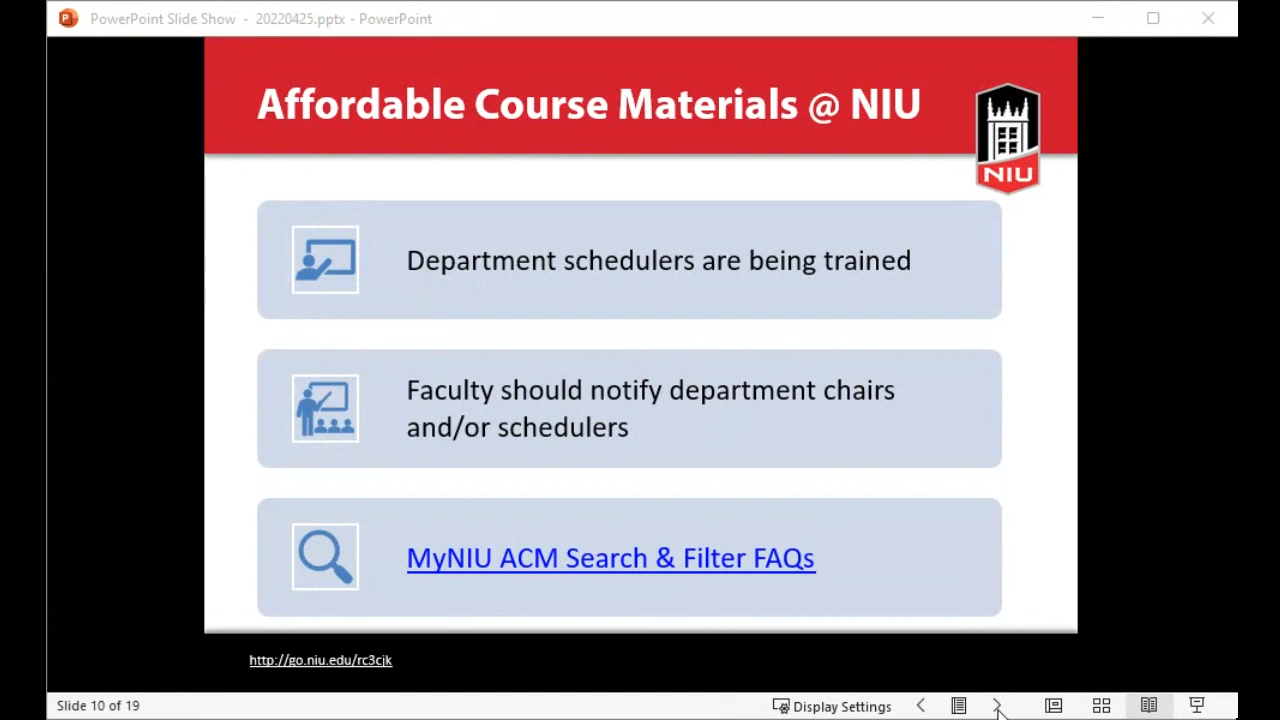 PowerPoint Slide Show - 20220425.pptx - PowerPoint
Affordable Course Materials @ NIU
NIU
Department schedulers are being trained
Faculty should notify department chairs
and/or schedulers
MyNIU ACM Search & Filter FAQs
http://go.niu.edu/rc3cjk
Slide 10 of 19
Display Settings